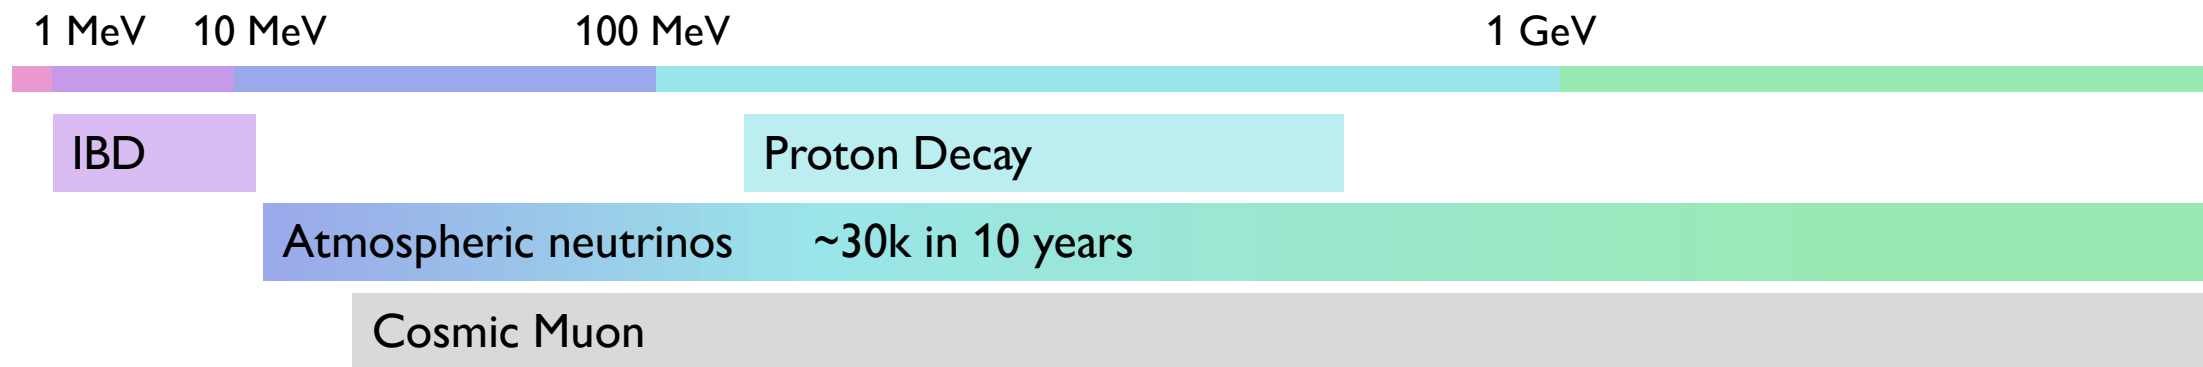 1 MeV 10 MeV 100 MeV 1 GeV
IBD Proton Decay
Atmospheric neutrinos ~30k in 10 years
Cosmic Muon